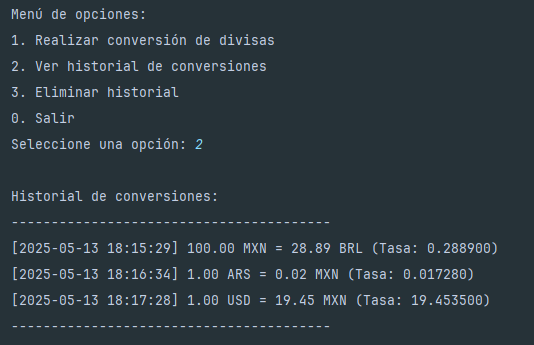 Menú de opciones:
1. Realizar conversión de divisas
2. Ver historial de conversiones
3. Eliminar historial
0. Salir
Seleccione una opción: 2
Historial de conversiones:
----------------------------------------
[2025-05-13 18:15:29] 100.00 MXN = 28.89 BRL (Tasa: 0.288900)
[2025-05-13 18:16:34] 1.00 ARS = 0.02 MXN (Tasa: 0.017280)
[2025-05-13 18:17:28] 1.00 USD = 19.45 MXN (Tasa: 19.453500)
----------------------------------------